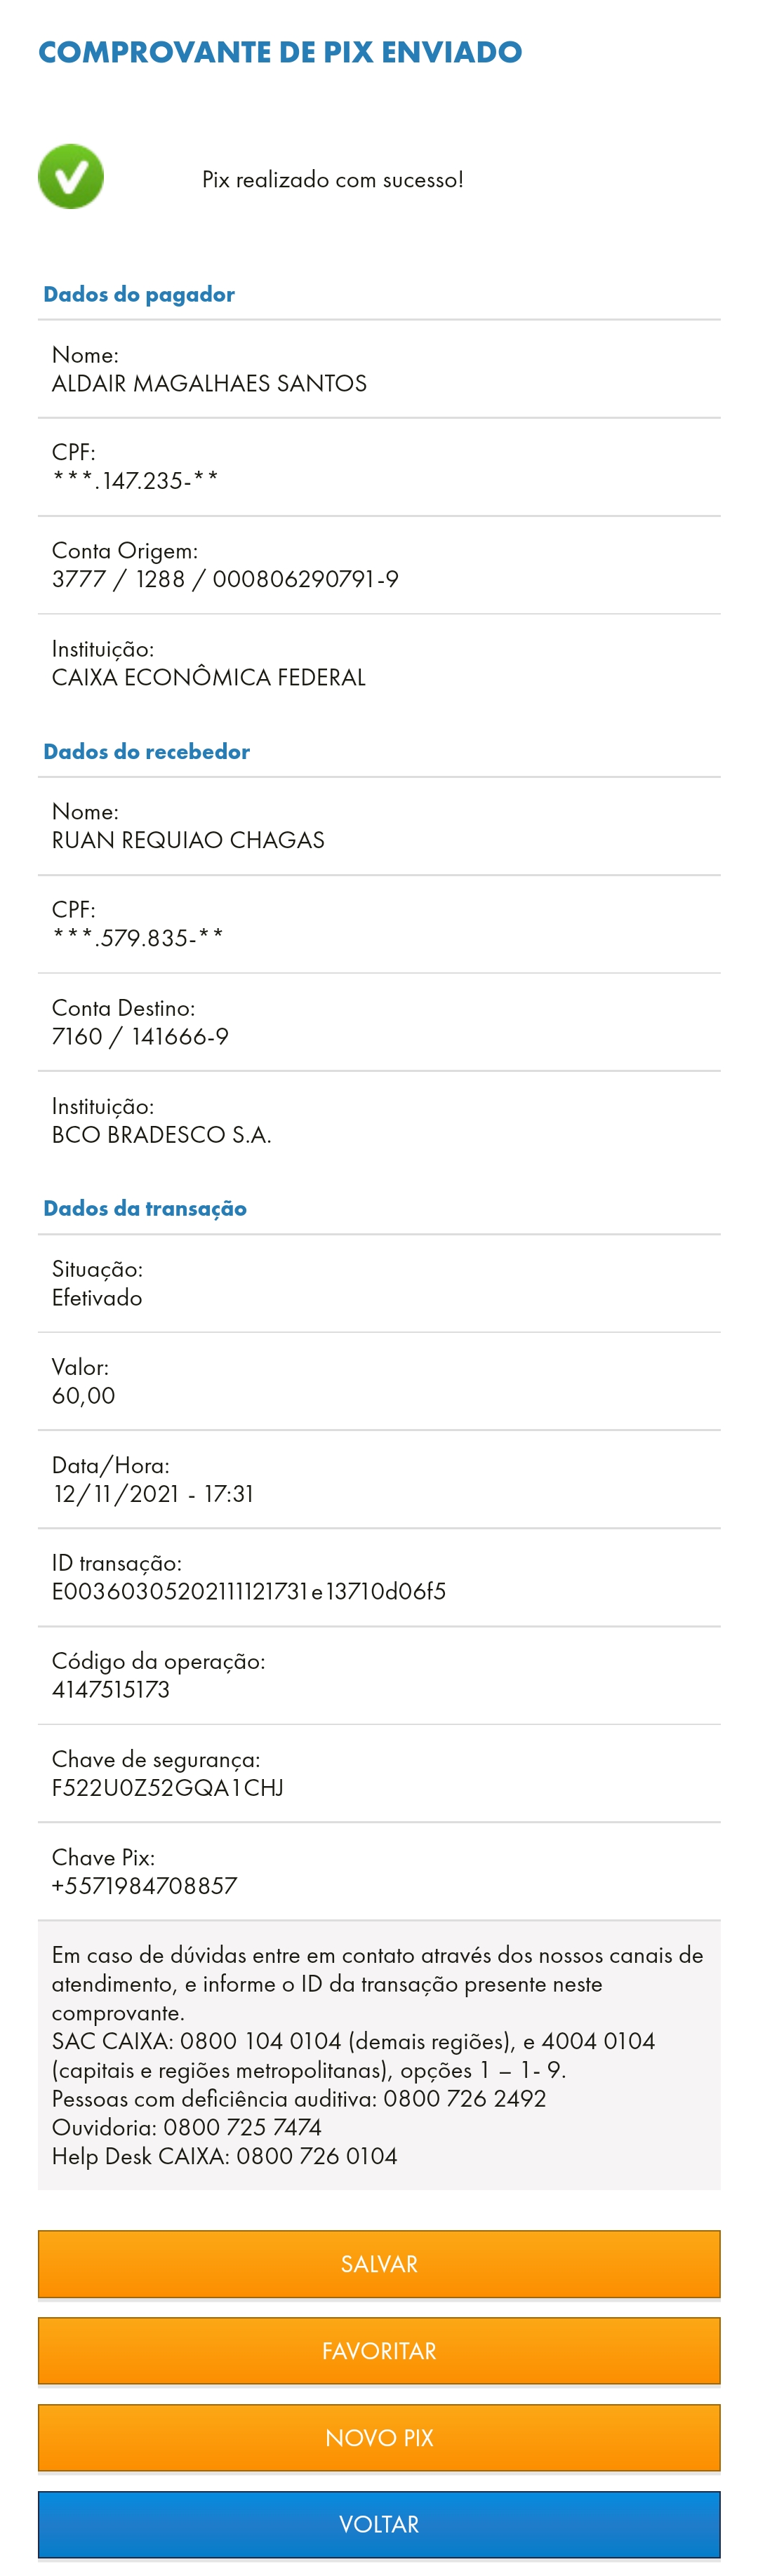 COMPROVANTE DE PIX ENVIADO
Pix realizado com sucesso!
Dados do pagador
Nome:
ALDAIR MAGALHAES SANTOS
CPF:
***.147.235-**
Conta Origem:
3777 / 1288 / 000806290791-9
Instituição:
CAIXA ECONÔMICA FEDERAL
Dados do recebedor
Nome:
RUAN REQUIAO CHAGAS
CPF:
***.579.835-**
Conta Destino:
7160 / 141666-9
Instituição:
BCO BRADESCO S.A.
Dados da transação
Situação:
Efetivado
Valor:
60,00
Data/Hora:
12/11/2021 - 17:31
ID transação:
E00360305202111121731e13710d06f5
Código da operação:
4147515173
Chave de segurança:
F522U0Z52GQA1CHJ
Chave Pix:
+5571984708857
Em caso de dúvidas entre em contato através dos nossos canais de
atendimento, e informe o ID da transação presente neste
comprovante.
SAC CAIXA: 0800 104 0104 (demais regiões), e 4004 0104
(capitais e regiões metropolitanas), opções 1 – 1- 9.
Pessoas com deficiência auditiva: 0800 726 2492
Ouvidoria: 0800 725 7474
Help Desk CAIXA: 0800 726 0104
SALVAR
FAVORITAR
NOVO PIX
VOLTAR